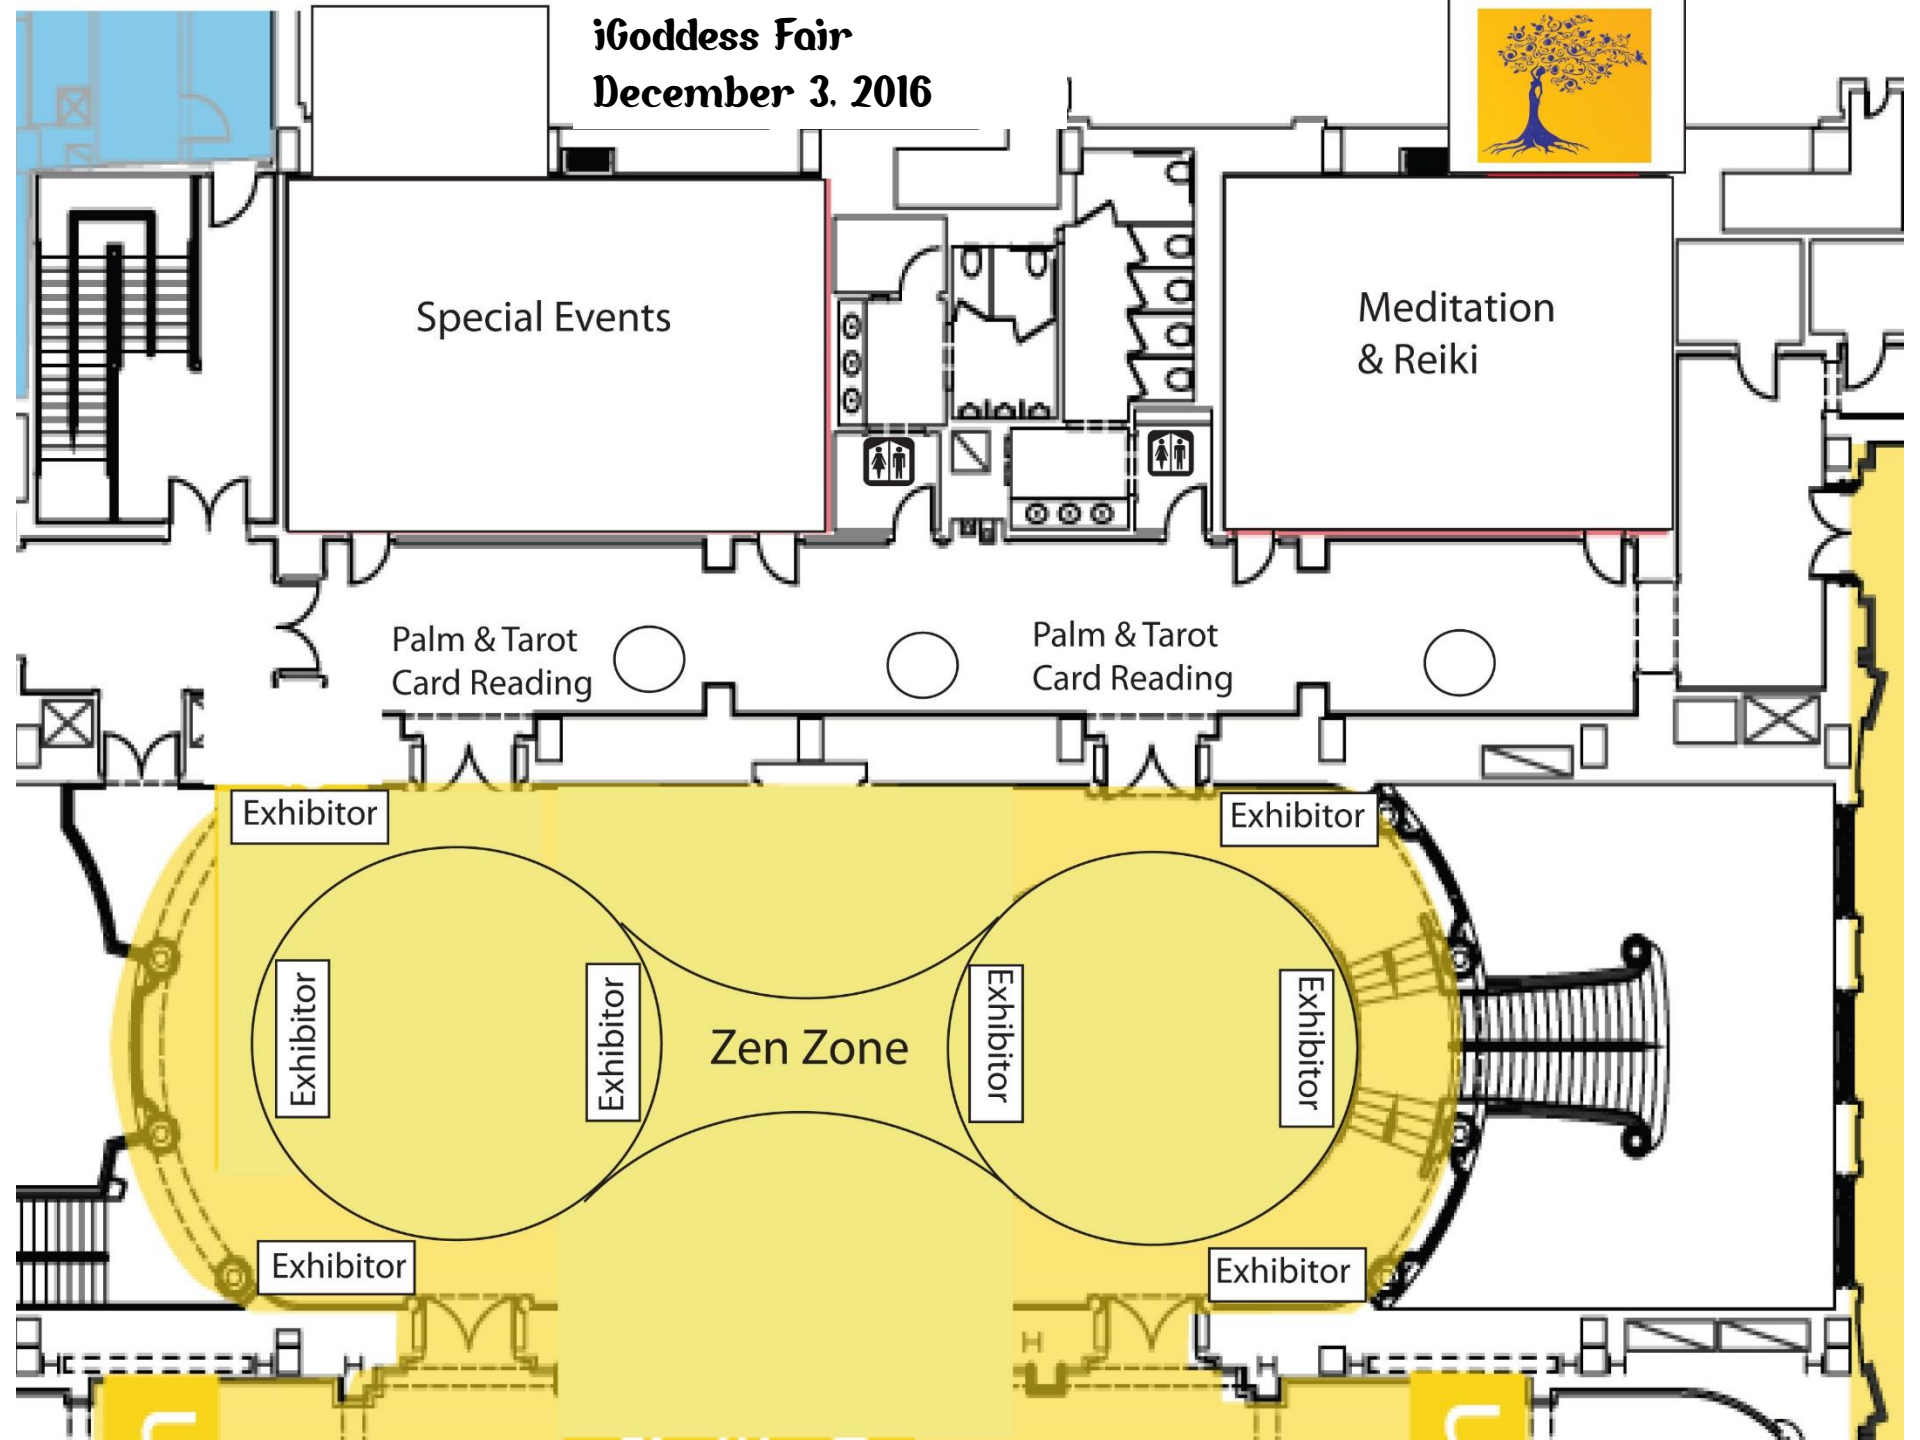 iGoddess Fair
December 3, 2016
Special Events
Meditation
& Reiki
Palm & Tarot
Card Reading
Palm & Tarot
Card Reading
Exhibitor
Exhibitor
Exhibitor
Exhibitor
Exhibitor
Exhibitor
Zen Zone
Exhibitor
Exhibitor